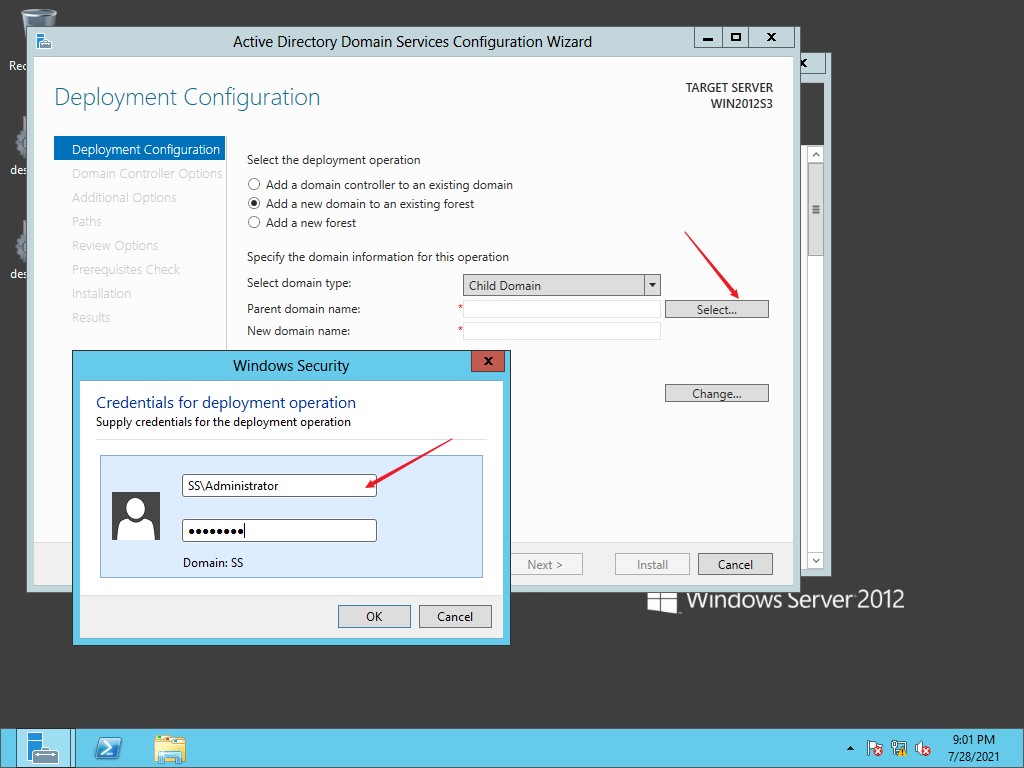 Rec
des
des
Active Directory Domain Services Configuration Wizard
Deployment Configuration
TARGET SERVER
WIN2012S3
Deployment Configuration
Domain Controller Options
Additional Options
Paths
Review Options
Prerequisites Check
Installation
Results
Select the deployment operation
Add a domain controller to an existing domain
Add a new domain to an existing forest
Add a new forest
Specify the domain information for this operation
Select domain type:
Child Domain
Parent domain name:
*
Select...
New domain name:
*
Change...
Next >
Install
Cancel
Windows Security
Credentials for deployment operation
Supply credentials for the deployment operation
SS\Administrator
••••••••
Domain: SS
OK
Cancel
Windows Server 2012
9:01 PM
7/28/2021